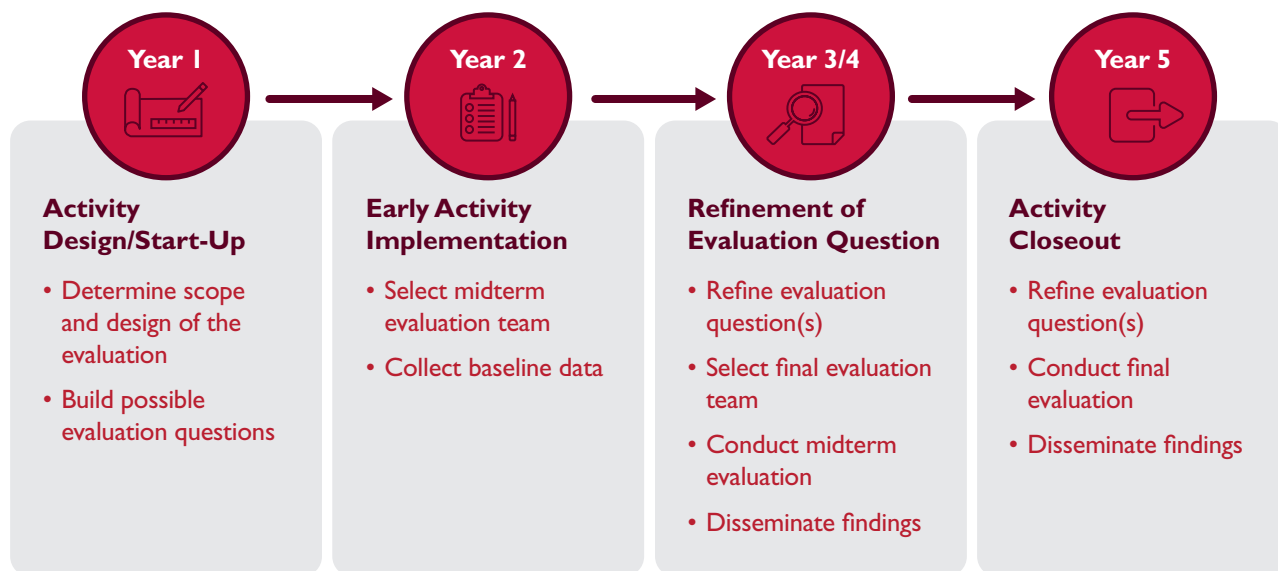 Year 1
Year 2
Year 3/4
Year 5
Activity
Design/Start-Up
• Determine scope
and design of the
evaluation
• Build possible
evaluation questions
Early Activity
Implementation
• Select midterm
evaluation team
• Collect baseline data
Refinement of
Evaluation Question
• Refine evaluation
question(s)
• Select final evaluation
team
• Conduct midterm
evaluation
• Disseminate findings
Activity
Closeout
• Refine evaluation
question(s)
• Conduct final
evaluation
• Disseminate findings